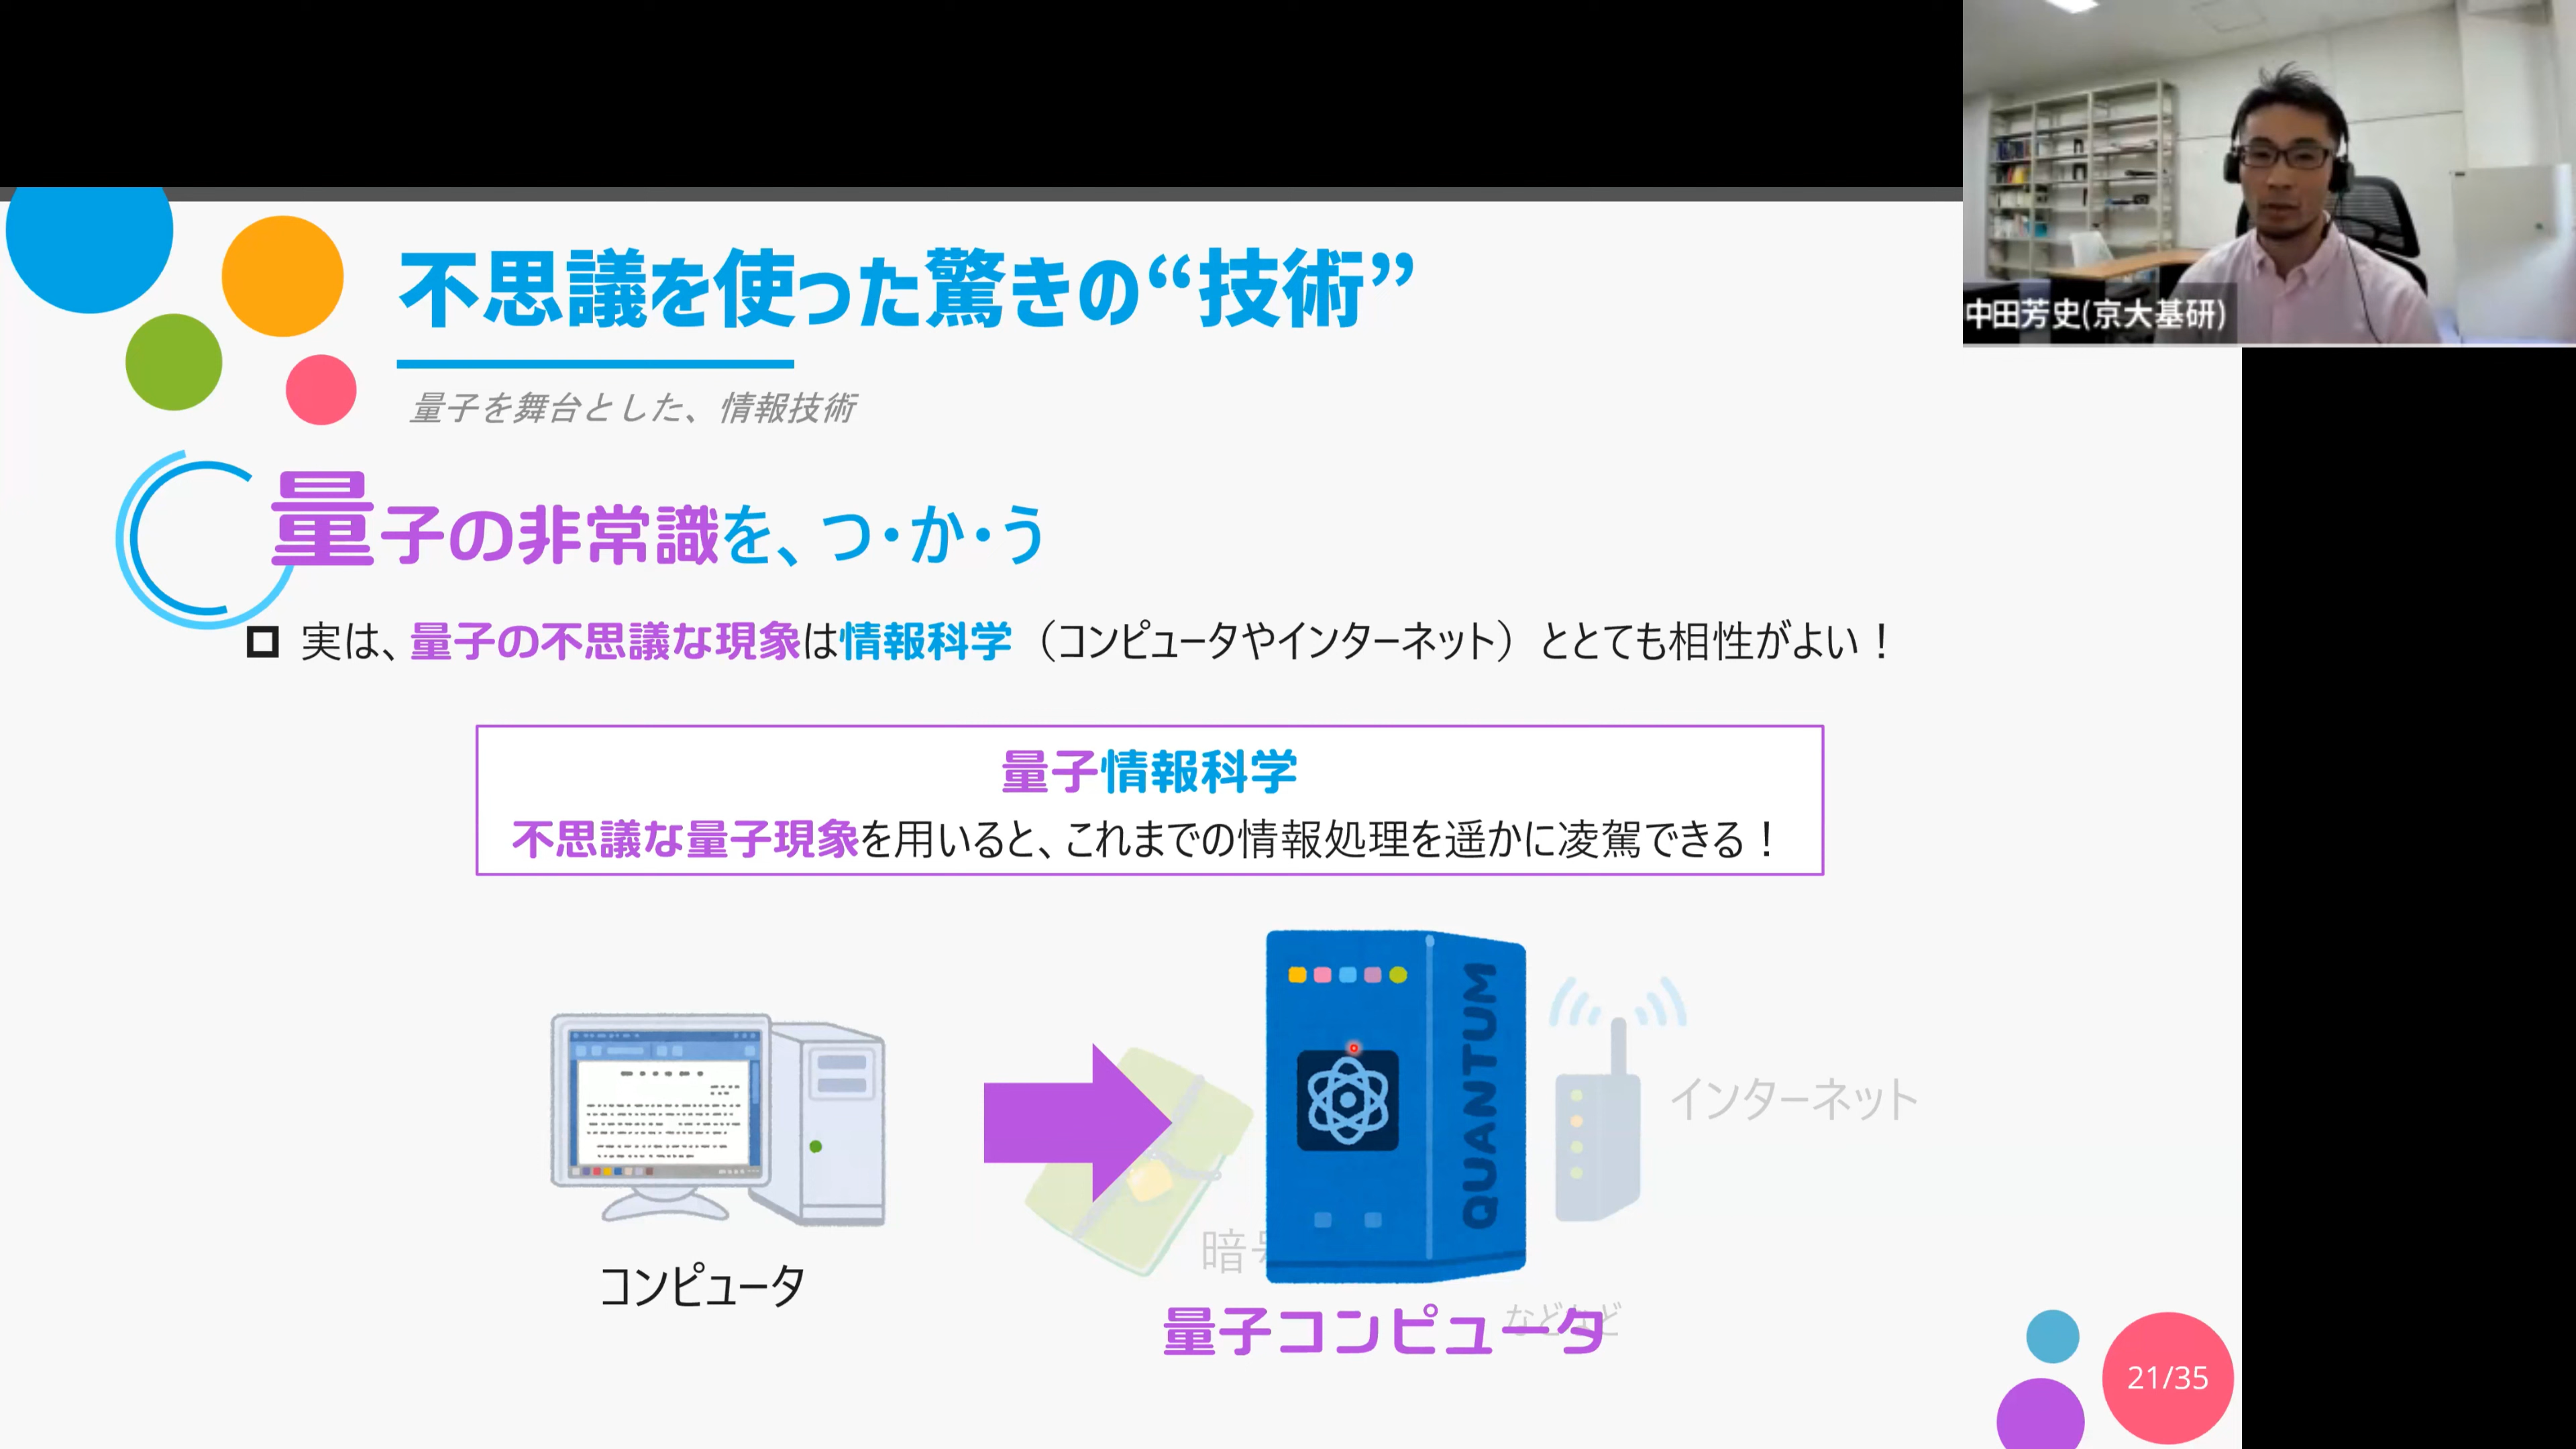 不思議を使った驚きの“技術”
量子を舞台とした、情報技術
中田芳史(京大基研)
量子の非常識を、つ・か・う
実は、量子の不思議な現象は情報科学（コンピュータやインターネット）ととても相性がよい！
量子情報科学
不思議な量子現象を用いると、これまでの情報処理を遥かに凌駕できる！
QUANTUM
インターネット
暗
コンピュータ
などなど
量子コンピュータ
21/35